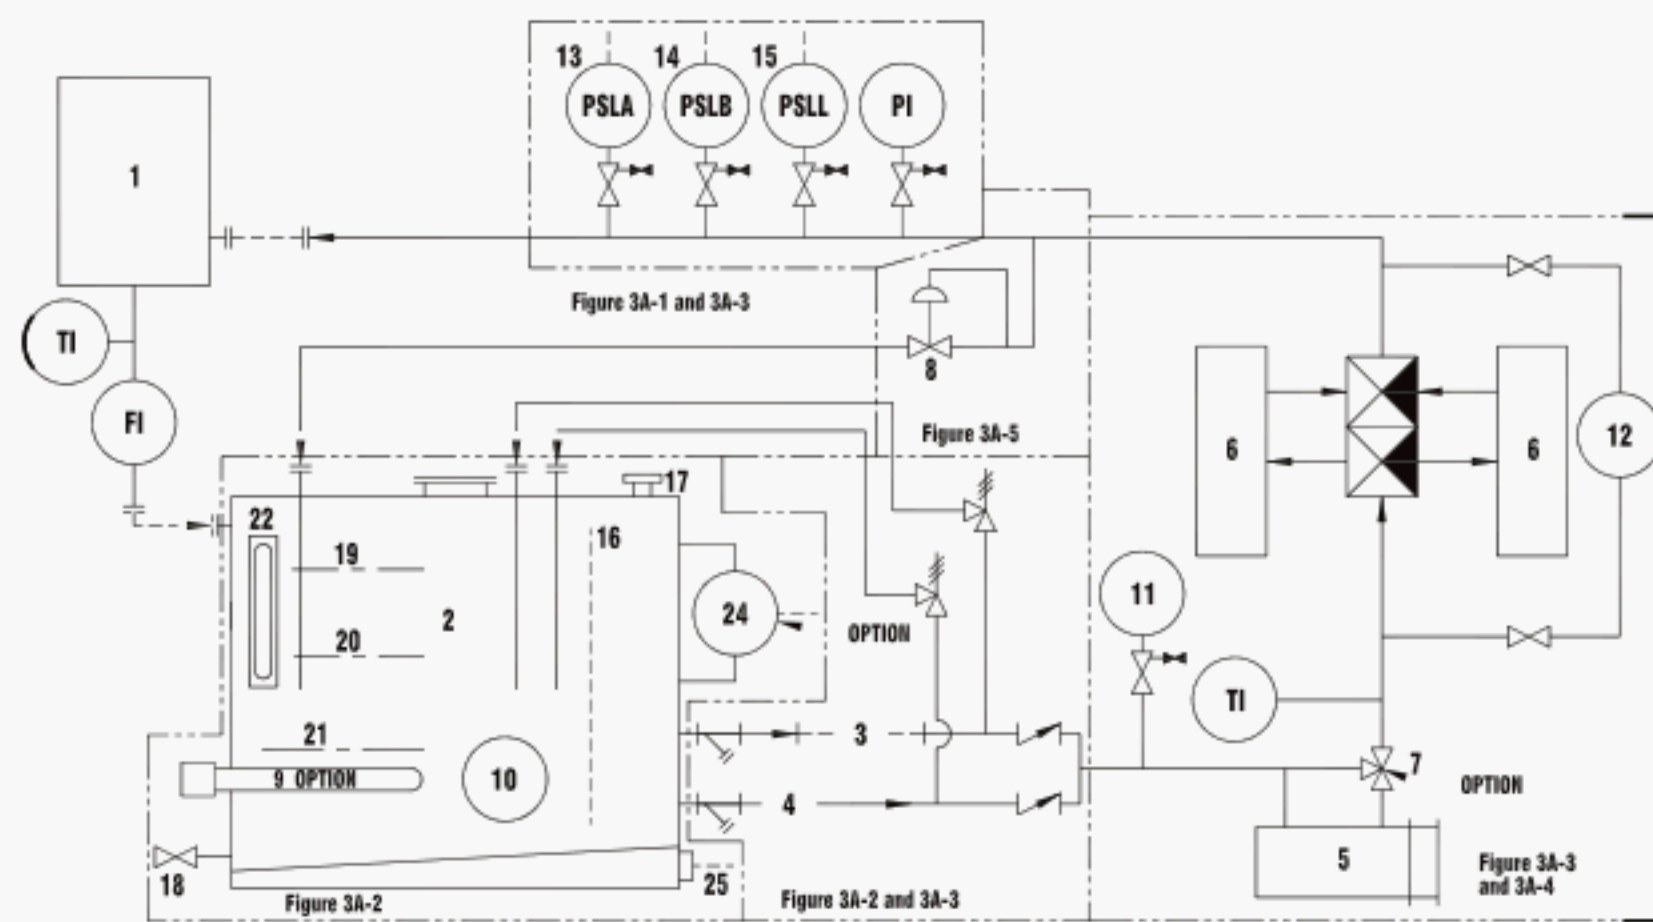 13 14 15
PSLA PSLB PSLL PI
1
Figure 3A-1 and 3A-3
TI
8
FI
Figure 3A-5
6 6 12
17
22
16
19
11
2 24
OPTION
20
TI
21 3
7
9 OPTION 10
OPTION
4
5
18 25
Figure 3A-3
and 3A-4
Figure 3A-2
Figure 3A-2 and 3A-3